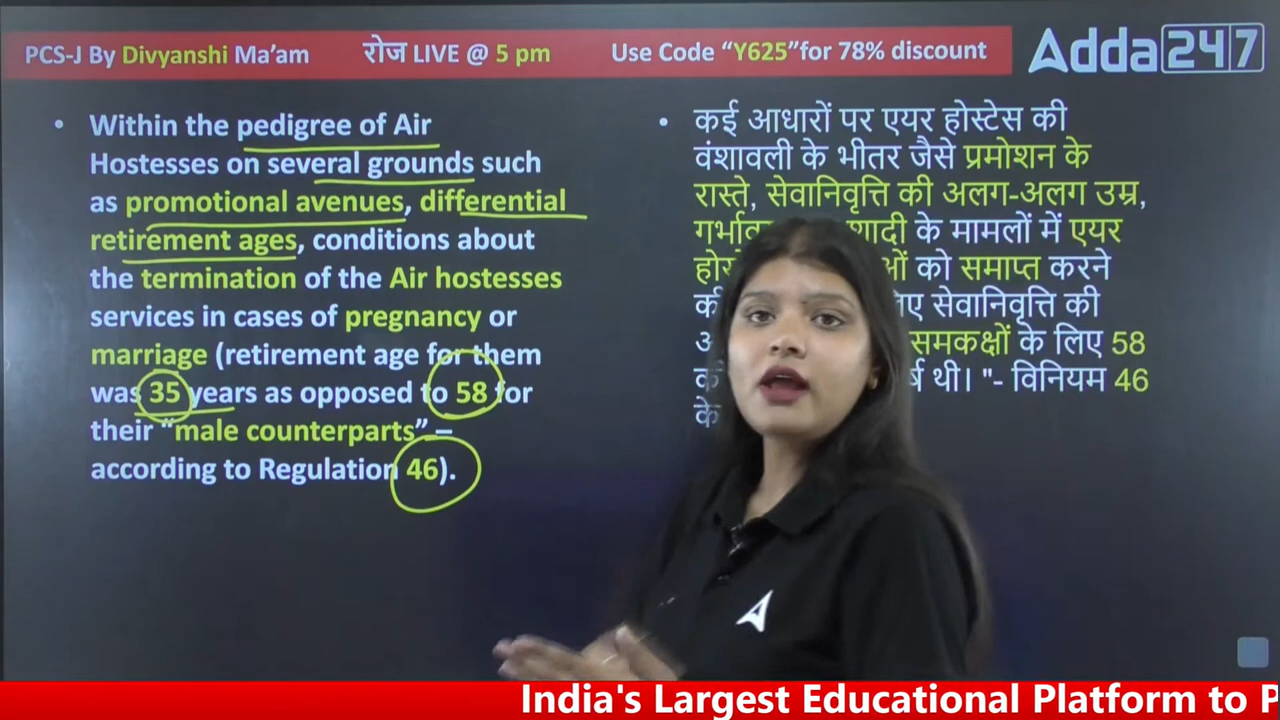 PCS-J By Divyanshi Ma’am रोज LIVE @ 5 pm Use Code “Y625”for 78% discount
Adda247
• Within the pedigree of Air
Hostesses on several grounds such
as promotional avenues, differential
retirement ages, conditions about
the termination of the Air hostesses
services in cases of pregnancy or
marriage (retirement age for them
was 35 years as opposed to 58 for
their “male counterparts” –
according to Regulation 46).
• कई आधारों पर एयर होस्टेस की
वंशावली के भीतर जैसे प्रमोशन के
रास्ते, सेवानिवृत्ति की अलग-अलग उम्र,
के मामलों में एयर
को समाप्त करने
सेवानिवृत्ति की
समकक्षों के लिए 58
थी। "- विनियम 46
के
India's Largest Educational Platform to